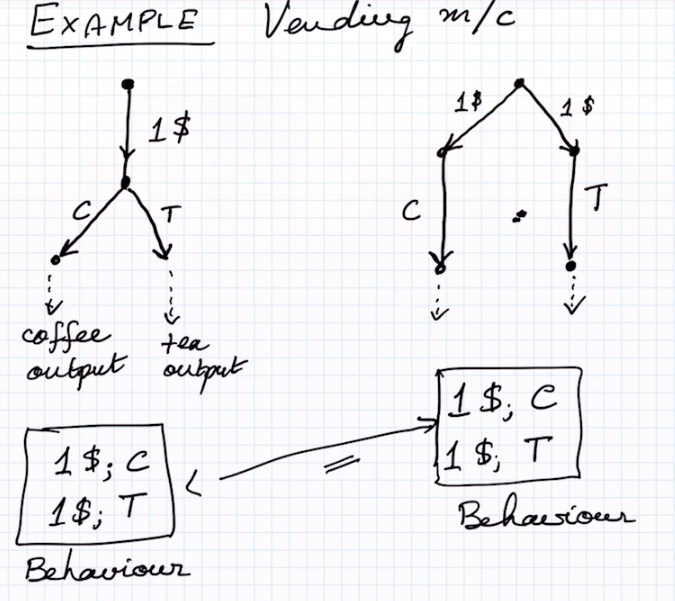 EXAMPLE Vending m/c
1$
C T
coffee output
tea output
1$; C
1$; T
Behaviour
1$ 1$
C T
1$; C
1$; T
Behaviour
=